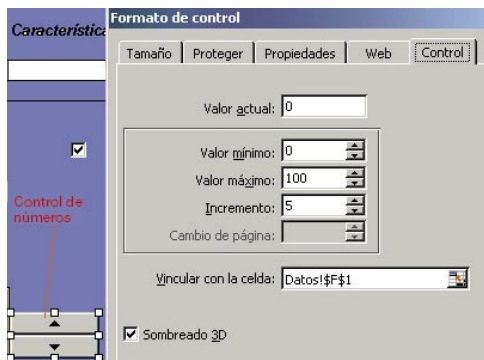 Característica
Control de
números
Formato de control
Tamaño
Proteger
Propiedades
Web
Control
Valor actual: 0
Valor mínimo: 0
Valor máximo: 100
Incremento: 5
Cambio de página:
Vincular con la celda: Datos!$F$1
Sombreado 3D